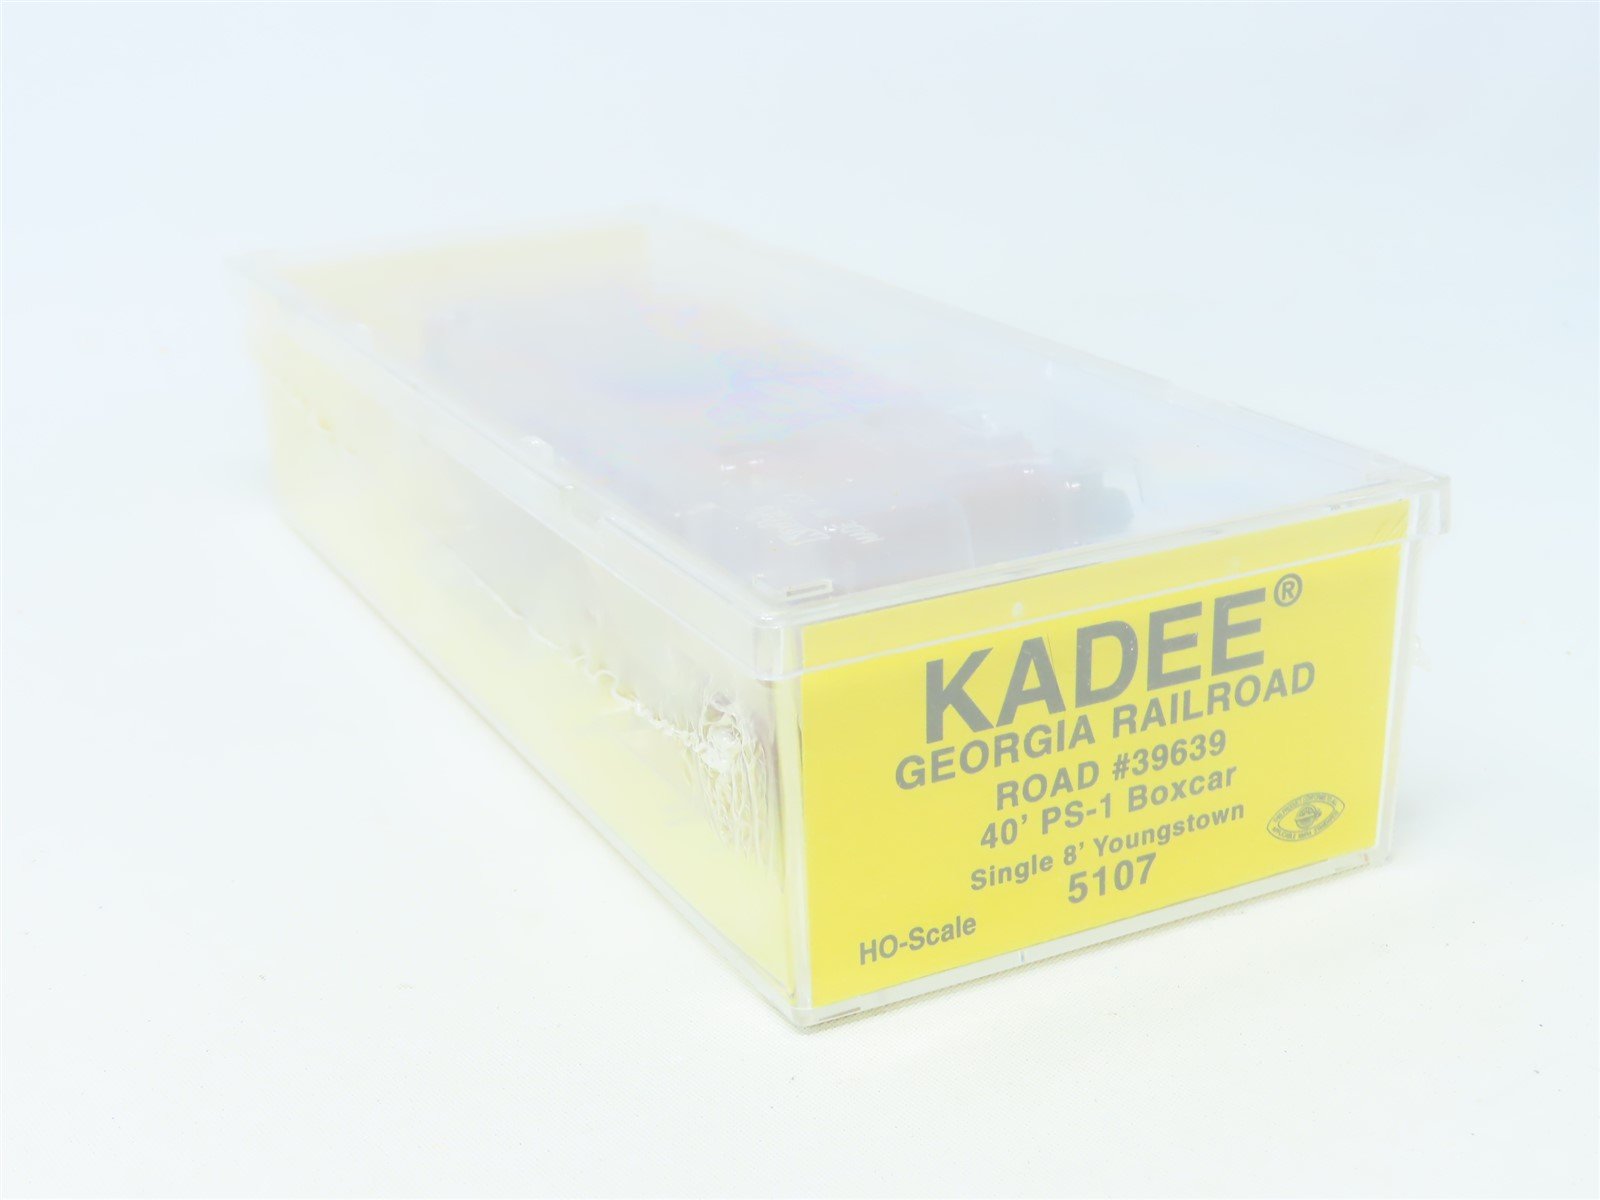 KADEE®
GEORGIA RAILROAD
ROAD #39639
40' PS-1 Boxcar
Single 8' Youngstown
5107
HO-Scale